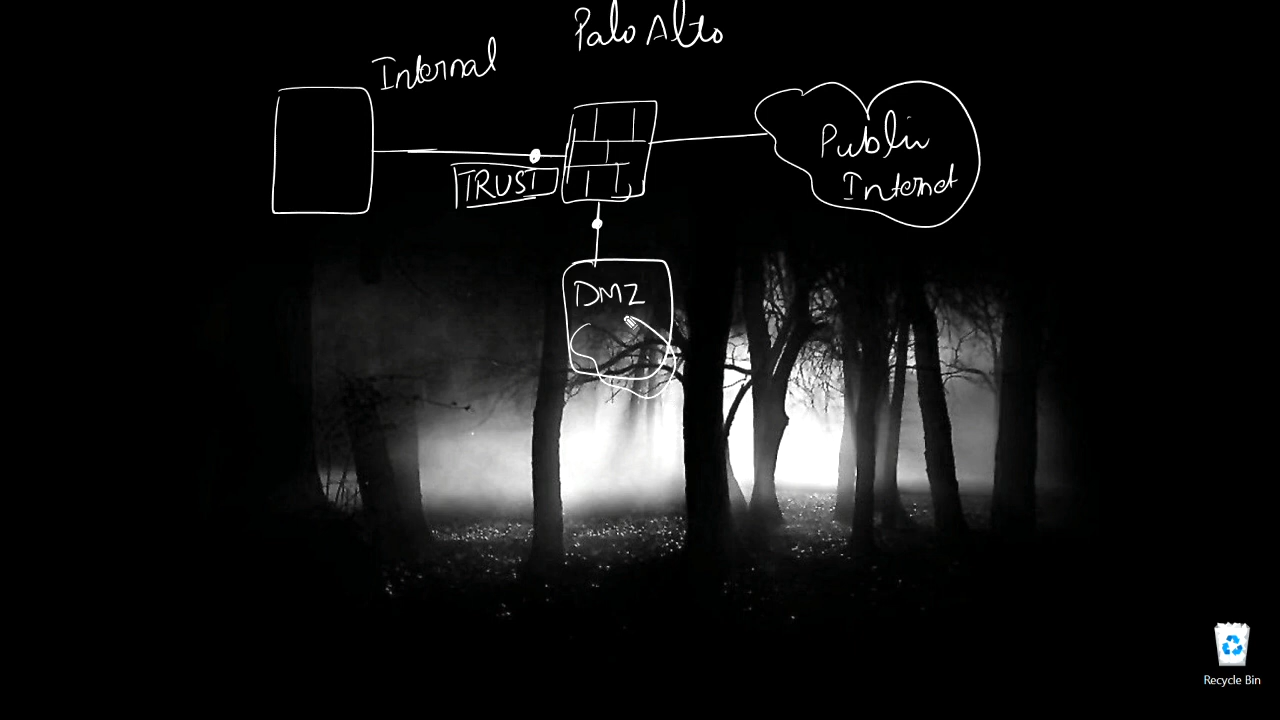 Palo Alto
Internal
Public
Internet
TRUST
DMZ
Recycle Bin